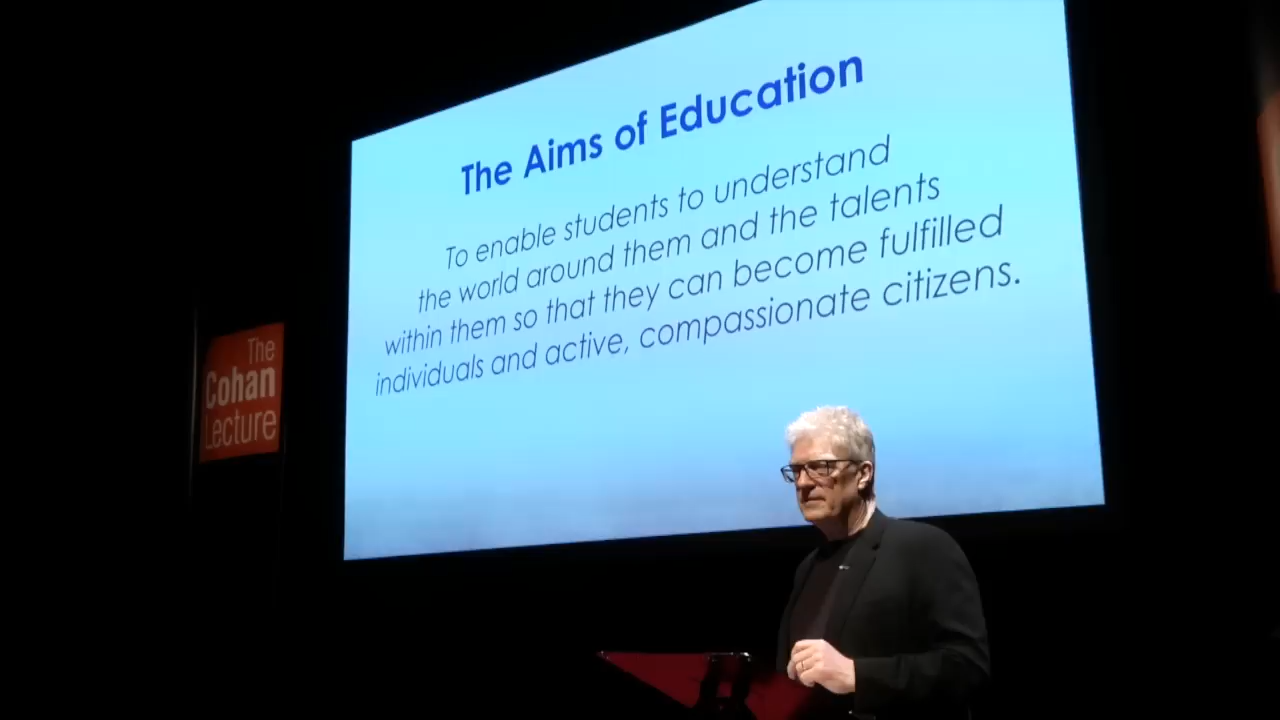 The Aims of Education
To enable students to understand
the world around them and the talents
within them so that they can become fulfilled
individuals and active, compassionate citizens.
The
Cohan
Lecture